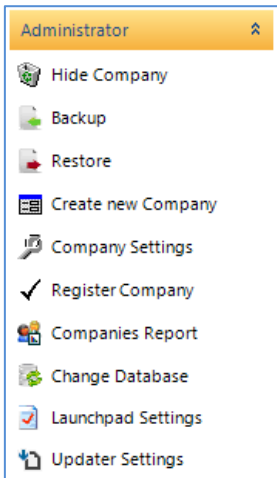 Administrator
Hide Company
Backup
Restore
Create new Company
Company Settings
Register Company
Companies Report
Change Database
Launchpad Settings
Updater Settings